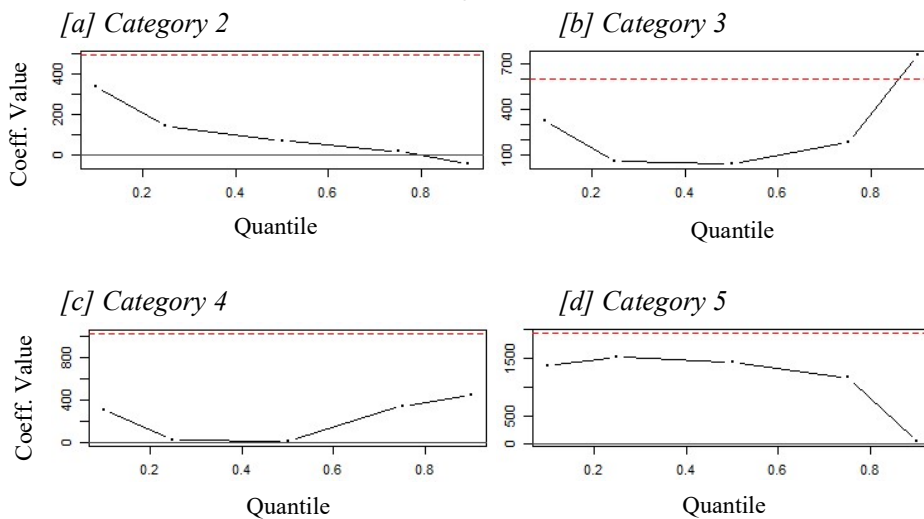 [a] Category 2
[b] Category 3
Coeff. Value
400
200
0
0.2 0.4 0.6 0.8
Quantile
700
400
100
0.2 0.4 0.6 0.8
Quantile
[c] Category 4
[d] Category 5
Coeff. Value
800
400
0
0.2 0.4 0.6 0.8
Quantile
1500
500
0
0.2 0.4 0.6 0.8
Quantile